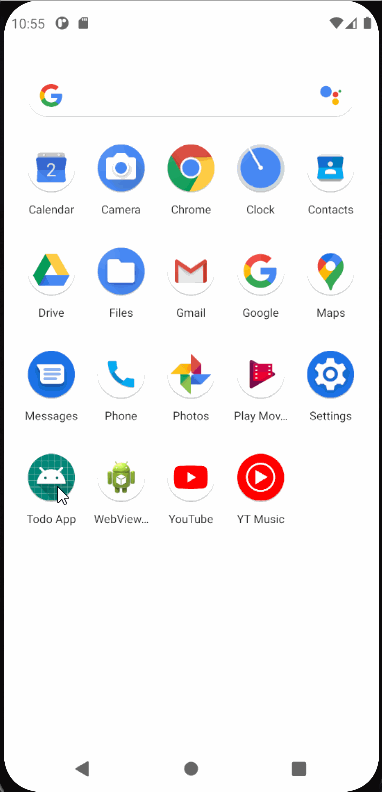 10:55
Calendar Camera Chrome Clock Contacts
2
Drive Files Gmail Google Maps
Messages Phone Photos Play Mov... Settings
Todo App WebView... YouTube YT Music